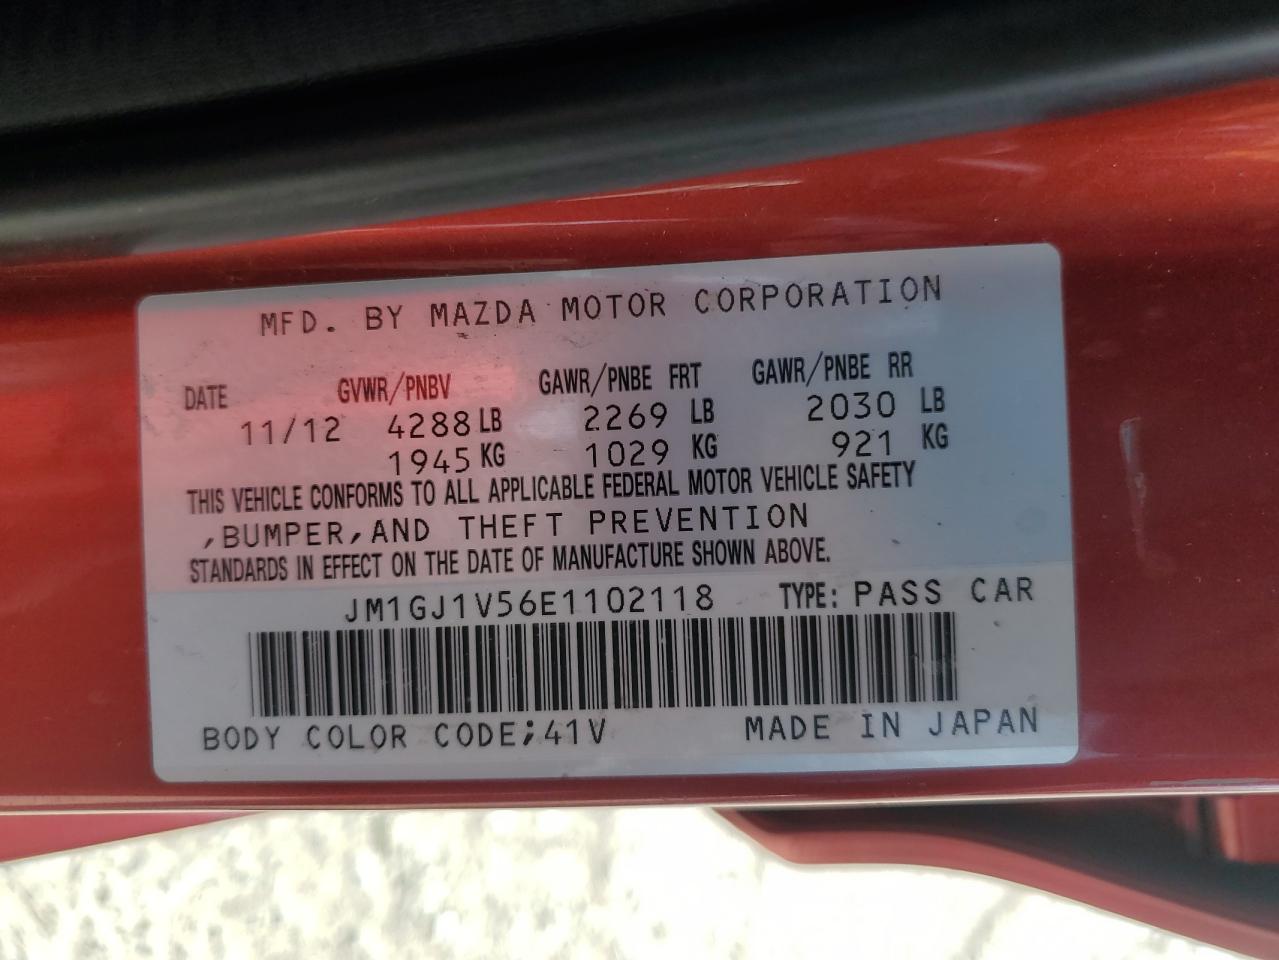 MFD. BY MAZDA MOTOR CORPORATION
DATE GVWR/PNBV GAWR/PNBE FRT GAWR/PNBE RR
11/12 4288 LB 2269 LB 2030 LB
1945 KG 1029 KG 921 KG
THIS VEHICLE CONFORMS TO ALL APPLICABLE FEDERAL MOTOR VEHICLE SAFETY
,BUMPER,AND THEFT PREVENTION
STANDARDS IN EFFECT ON THE DATE OF MANUFACTURE SHOWN ABOVE.
JM1GJ1V56E1102118 TYPE: PASS CAR
BODY COLOR CODE;41V MADE IN JAPAN